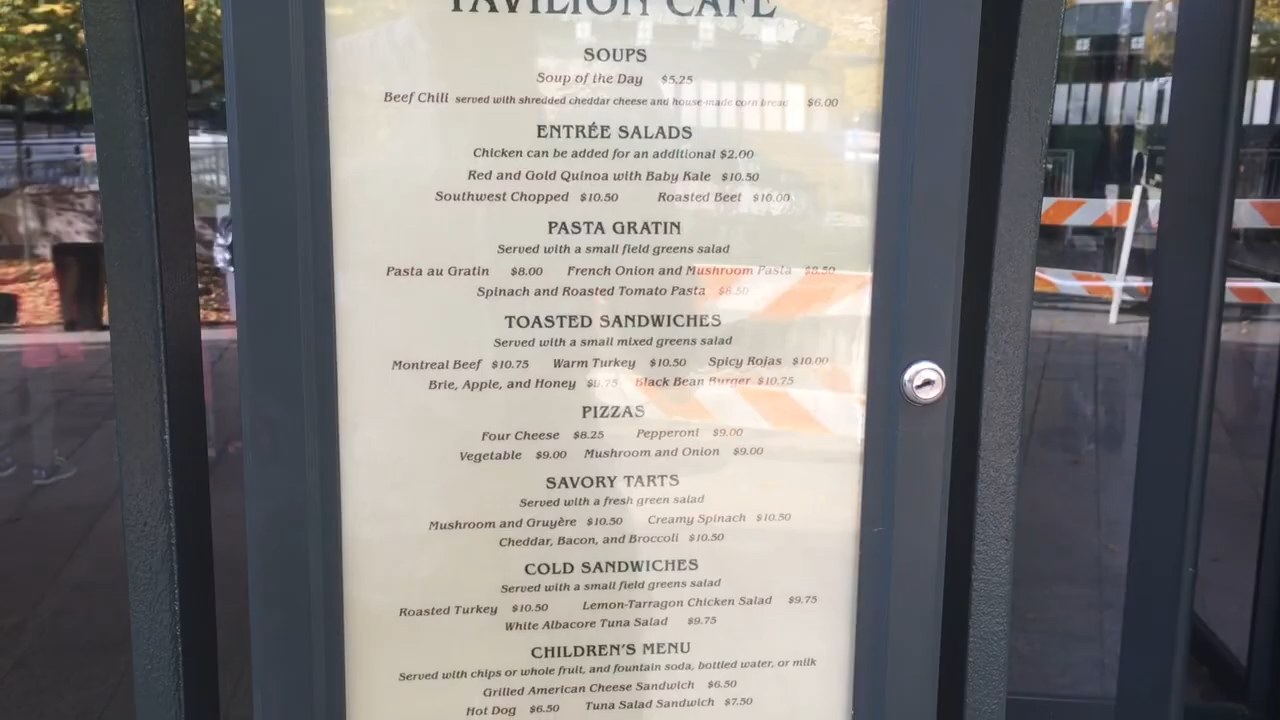 PAVILION CAFE
SOUPS
Soup of the Day $5.25
Beef Chili served with shredded cheddar cheese and house-made corn bread $6.00
ENTRÉE SALADS
Chicken can be added for an additional $2.00
Red and Gold Quinoa with Baby Kale $10.50
Southwest Chopped $10.50 Roasted Beet $10.00
PASTA GRATIN
Served with a small field greens salad
Pasta au Gratin $8.00 French Onion and Mushroom Pasta $8.50
Spinach and Roasted Tomato Pasta $8.50
TOASTED SANDWICHES
Served with a small mixed greens salad
Montreal Beef $10.75 Warm Turkey $10.50 Spicy Rojas $10.00
Brie, Apple, and Honey $9.75 Black Bean Burger $10.75
PIZZAS
Four Cheese $8.25 Pepperoni $9.00
Vegetable $9.00 Mushroom and Onion $9.00
SAVORY TARTS
Served with a fresh green salad
Mushroom and Gruyère $10.50 Creamy Spinach $10.50
Cheddar, Bacon, and Broccoli $10.50
COLD SANDWICHES
Served with a small field greens salad
Roasted Turkey $10.50 Lemon-Tarragon Chicken Salad $9.75
White Albacore Tuna Salad $9.75
CHILDREN'S MENU
Served with chips or whole fruit, and fountain soda, bottled water, or milk
Grilled American Cheese Sandwich $6.50
Hot Dog $6.50 Tuna Salad Sandwich $7.50